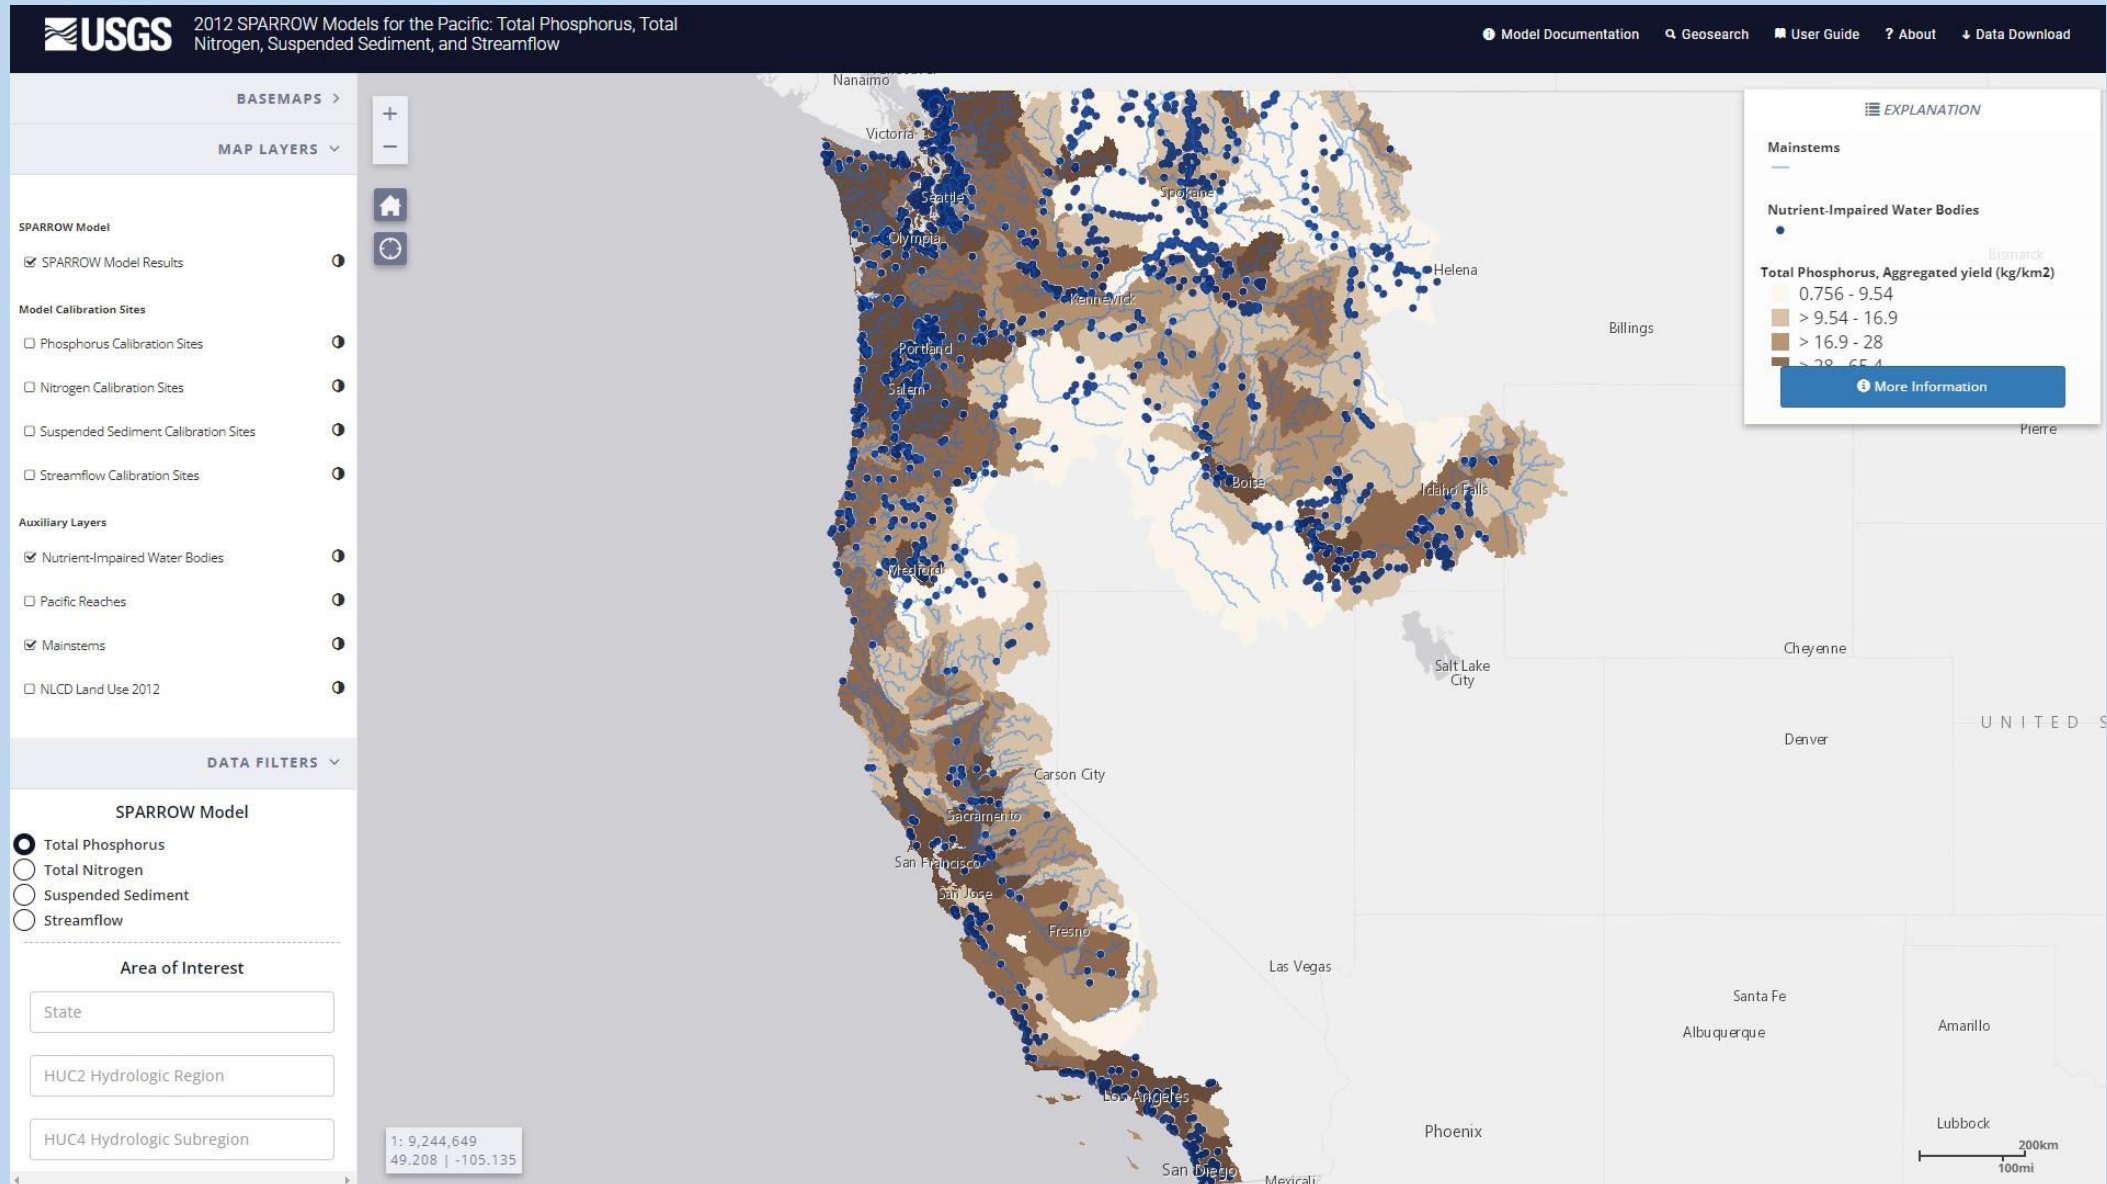 USGS
2012 SPARROW Models for the Pacific: Total Phosphorus, Total
Nitrogen, Suspended Sediment, and Streamflow
Model Documentation
Geosearch
User Guide
? About
Data Download
BASEMAPS
MAP LAYERS
SPARROW Model
SPARROW Model Results
Model Calibration Sites
Phosphorus Calibration Sites
Nitrogen Calibration Sites
Suspended Sediment Calibration Sites
Streamflow Calibration Sites
Auxiliary Layers
Nutrient-Impaired Water Bodies
Pacific Reaches
Mainstems
NLCD Land Use 2012
DATA FILTERS
SPARROW Model
Total Phosphorus
Total Nitrogen
Suspended Sediment
Streamflow
Area of Interest
State
HUC2 Hydrologic Region
HUC4 Hydrologic Subregion
+
−
Nanaimo
Victoria
Seattle
Spokane
Olympia
Helena
Kennewick
Billings
Portland
Salem
Boise
Idaho Falls
Medford
Salt Lake
City
Cheyenne
UNITED S
Denver
Carson City
Sacramento
San Francisco
San Jose
Fresno
Las Vegas
Santa Fe
Albuquerque
Amarillo
Los Angeles
Lubbock
Phoenix
San Diego
Mexicali
EXPLANATION
Mainstems
Nutrient-Impaired Water Bodies
Bismarck
Total Phosphorus, Aggregated yield (kg/km2)
0.756 - 9.54
> 9.54 - 16.9
> 16.9 - 28
> 28 - 65.4
More Information
Pierre
1: 9,244,649
49.208 | -105.135
200km
100mi